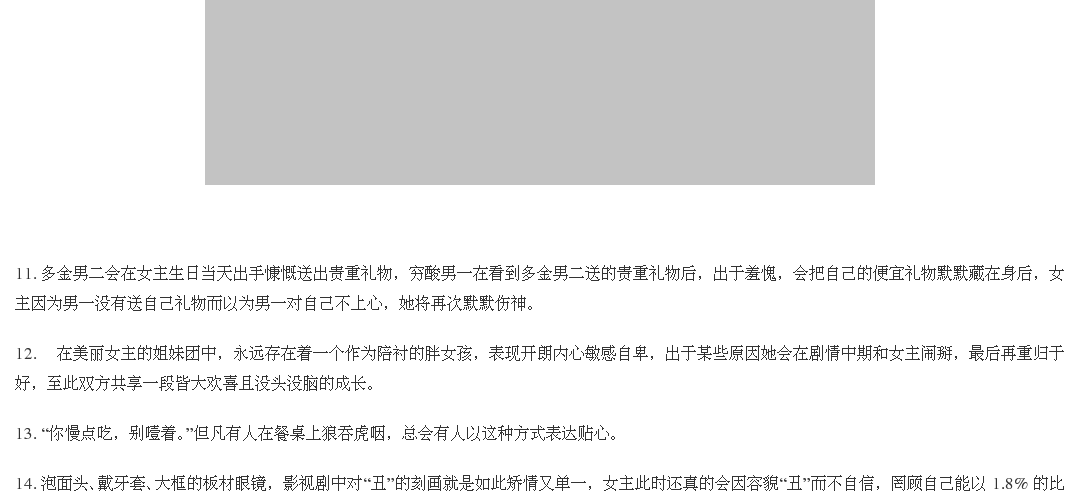 11. 多金男二会在女主生日当天出手慷慨送出贵重礼物，穷酸男一在看到多金男二送的贵重礼物后，出于羞愧，会把自己的便宜礼物默默藏在身后，女
主因为男一没有送自己礼物而以为男一对自己不上心，她将再次默默伤神。
12. 在美丽女主的姐妹团中，永远存在着一个作为陪衬的胖女孩，表现开朗内心敏感自卑，出于某些原因她会在剧情中期和女主闹掰，最后再重归于
好，至此双方共享一段皆大欢喜且没头没脑的成长。
13. “你慢点吃，别噎着。”但凡有人在餐桌上狼吞虎咽，总会有人以这种方式表达贴心。
14. 泡面头、戴牙套、大框的板材眼镜，影视剧中对“丑”的刻画就是如此矫情又单一，女主此时还真的会因容貌“丑”而不自信，罔顾自己能以 1.8% 的比